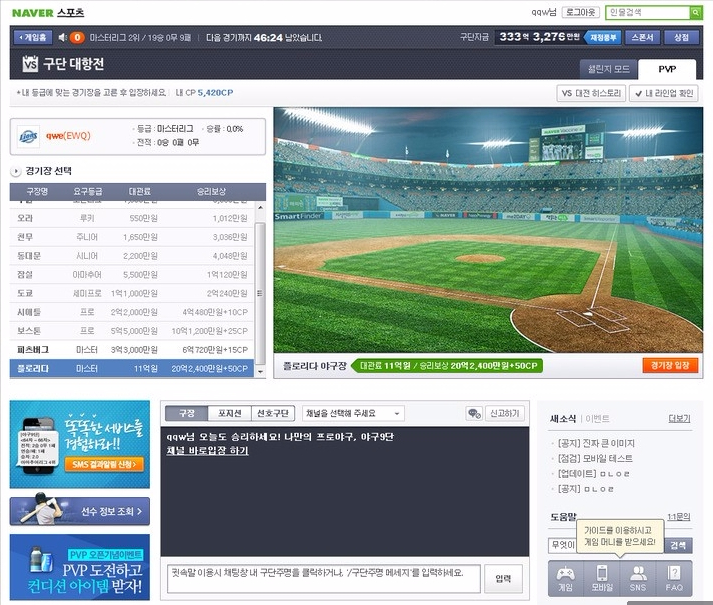 NAVER 스포츠
qqw님 로그아웃 인물검색
게임홈 0 마스터리그 2위 / 19승 0무 9패 | 다음 경기까지 46:24 남았습니다.
구단자금 333억 3,276만원 재정풍부 스폰서 상점
VS 구단 대항전
챌린지 모드 PVP
* 내 등급에 맞는 경기장을 고른 후 입장하세요 | 내 CP 5,420CP
VS 대전 히스토리 내 라인업 확인
Lions qwe(EWQ)
· 등급 : 마스터리그 · 승률 : 0.0%
· 전적 : 0승 0패 0무
경기장 선택
구장명 요구등급 대관료 승리보상
오라 루키 550만원 1,012만원
천무 주니어 1,650만원 3,036만원
동대문 시니어 2,200만원 4,048만원
잠실 아마추어 5,500만원 1억120만원
도쿄 세미프로 1억1,000만원 2억240만원
시애틀 프로 2억2,000만원 4억480만원+10CP
보스톤 프로 5억5,000만원 10억1,200만원+25CP
피츠버그 마스터 3억3,000만원 6억720만원+15CP
플로리다 마스터 11억원 20억2,400만원+50CP
SmartFinder NAVER me2DAY
플로리다 야구장 대관료 11억원 / 승리보상 20억2,400만원+50CP 경기장 입장
똑똑한 서비스를
경험하라!!
SMS 결과알림 신청
선수 정보 조회
PVP 오픈기념이벤트
PVP 도전하고
컨디션 아이템 받자!
구장 포지션 선호구단 채널을 선택해 주세요 신고하기
qqw님 오늘도 승리하세요! 나만의 프로야구, 야구9단
채널 바로입장 하기
귓속말 이용시 채팅창 내 구단주명을 클릭하거나, '/구단주명 메세지'를 입력하세요. 입력
새소식 | 이벤트 더보기
· [공지] 진짜 큰 이미지
· [점검] 모바일 테스트
· [업데이트] ㅁㄴㅇㄹ
· [공지] ㅁㄴㅇㄹ
도움말 1:1문의
가이드를 이용하시고
게임 머니를 받으세요!
무엇이 검색
게임 모바일 SNS FAQ